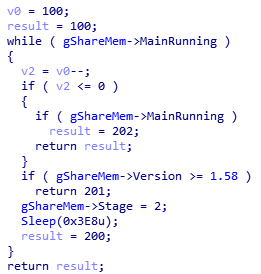 v0 = 100;
result = 100;
while ( gShareMem->MainRunning )
{
v2 = v0--;
if ( v2 <= 0 )
{
if ( gShareMem->MainRunning )
result = 202;
return result;
}
if ( gShareMem->Version >= 1.58 )
return 201;
gShareMem->Stage = 2;
Sleep(0x3E8u);
result = 200;
}
return result;